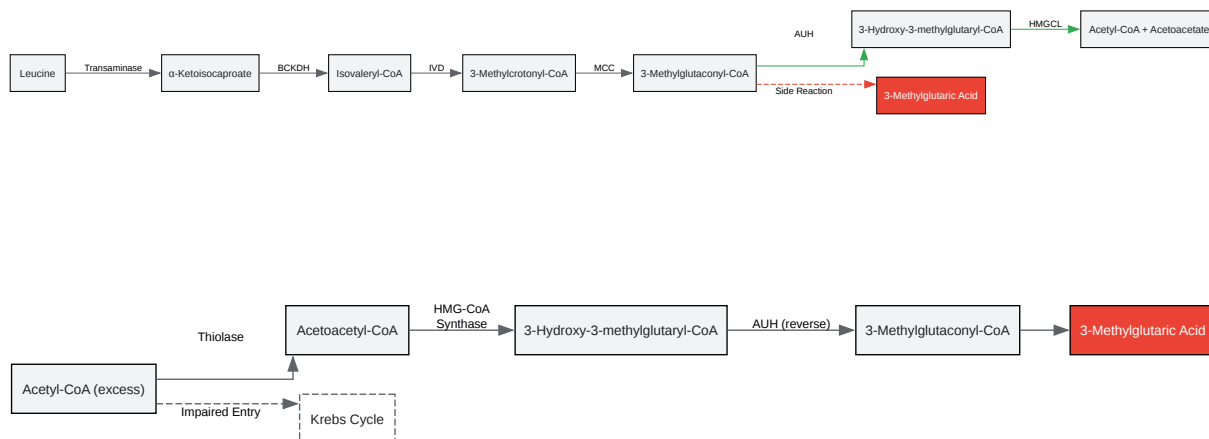 AUH
3-Hydroxy-3-methylglutaryl-CoA
HMGCL
Acetyl-CoA + Acetoacetate
Leucine
Transaminase
α-Ketoisocaproate
BCKDH
Isovaleryl-CoA
IVD
3-Methylcrotonyl-CoA
MCC
3-Methylglutaconyl-CoA
Side Reaction
3-Methylglutaric Acid
Acetyl-CoA (excess)
Thiolase
Acetoacetyl-CoA
HMG-CoA
Synthase
3-Hydroxy-3-methylglutaryl-CoA
AUH (reverse)
3-Methylglutaconyl-CoA
3-Methylglutaric Acid
Impaired Entry
Krebs Cycle